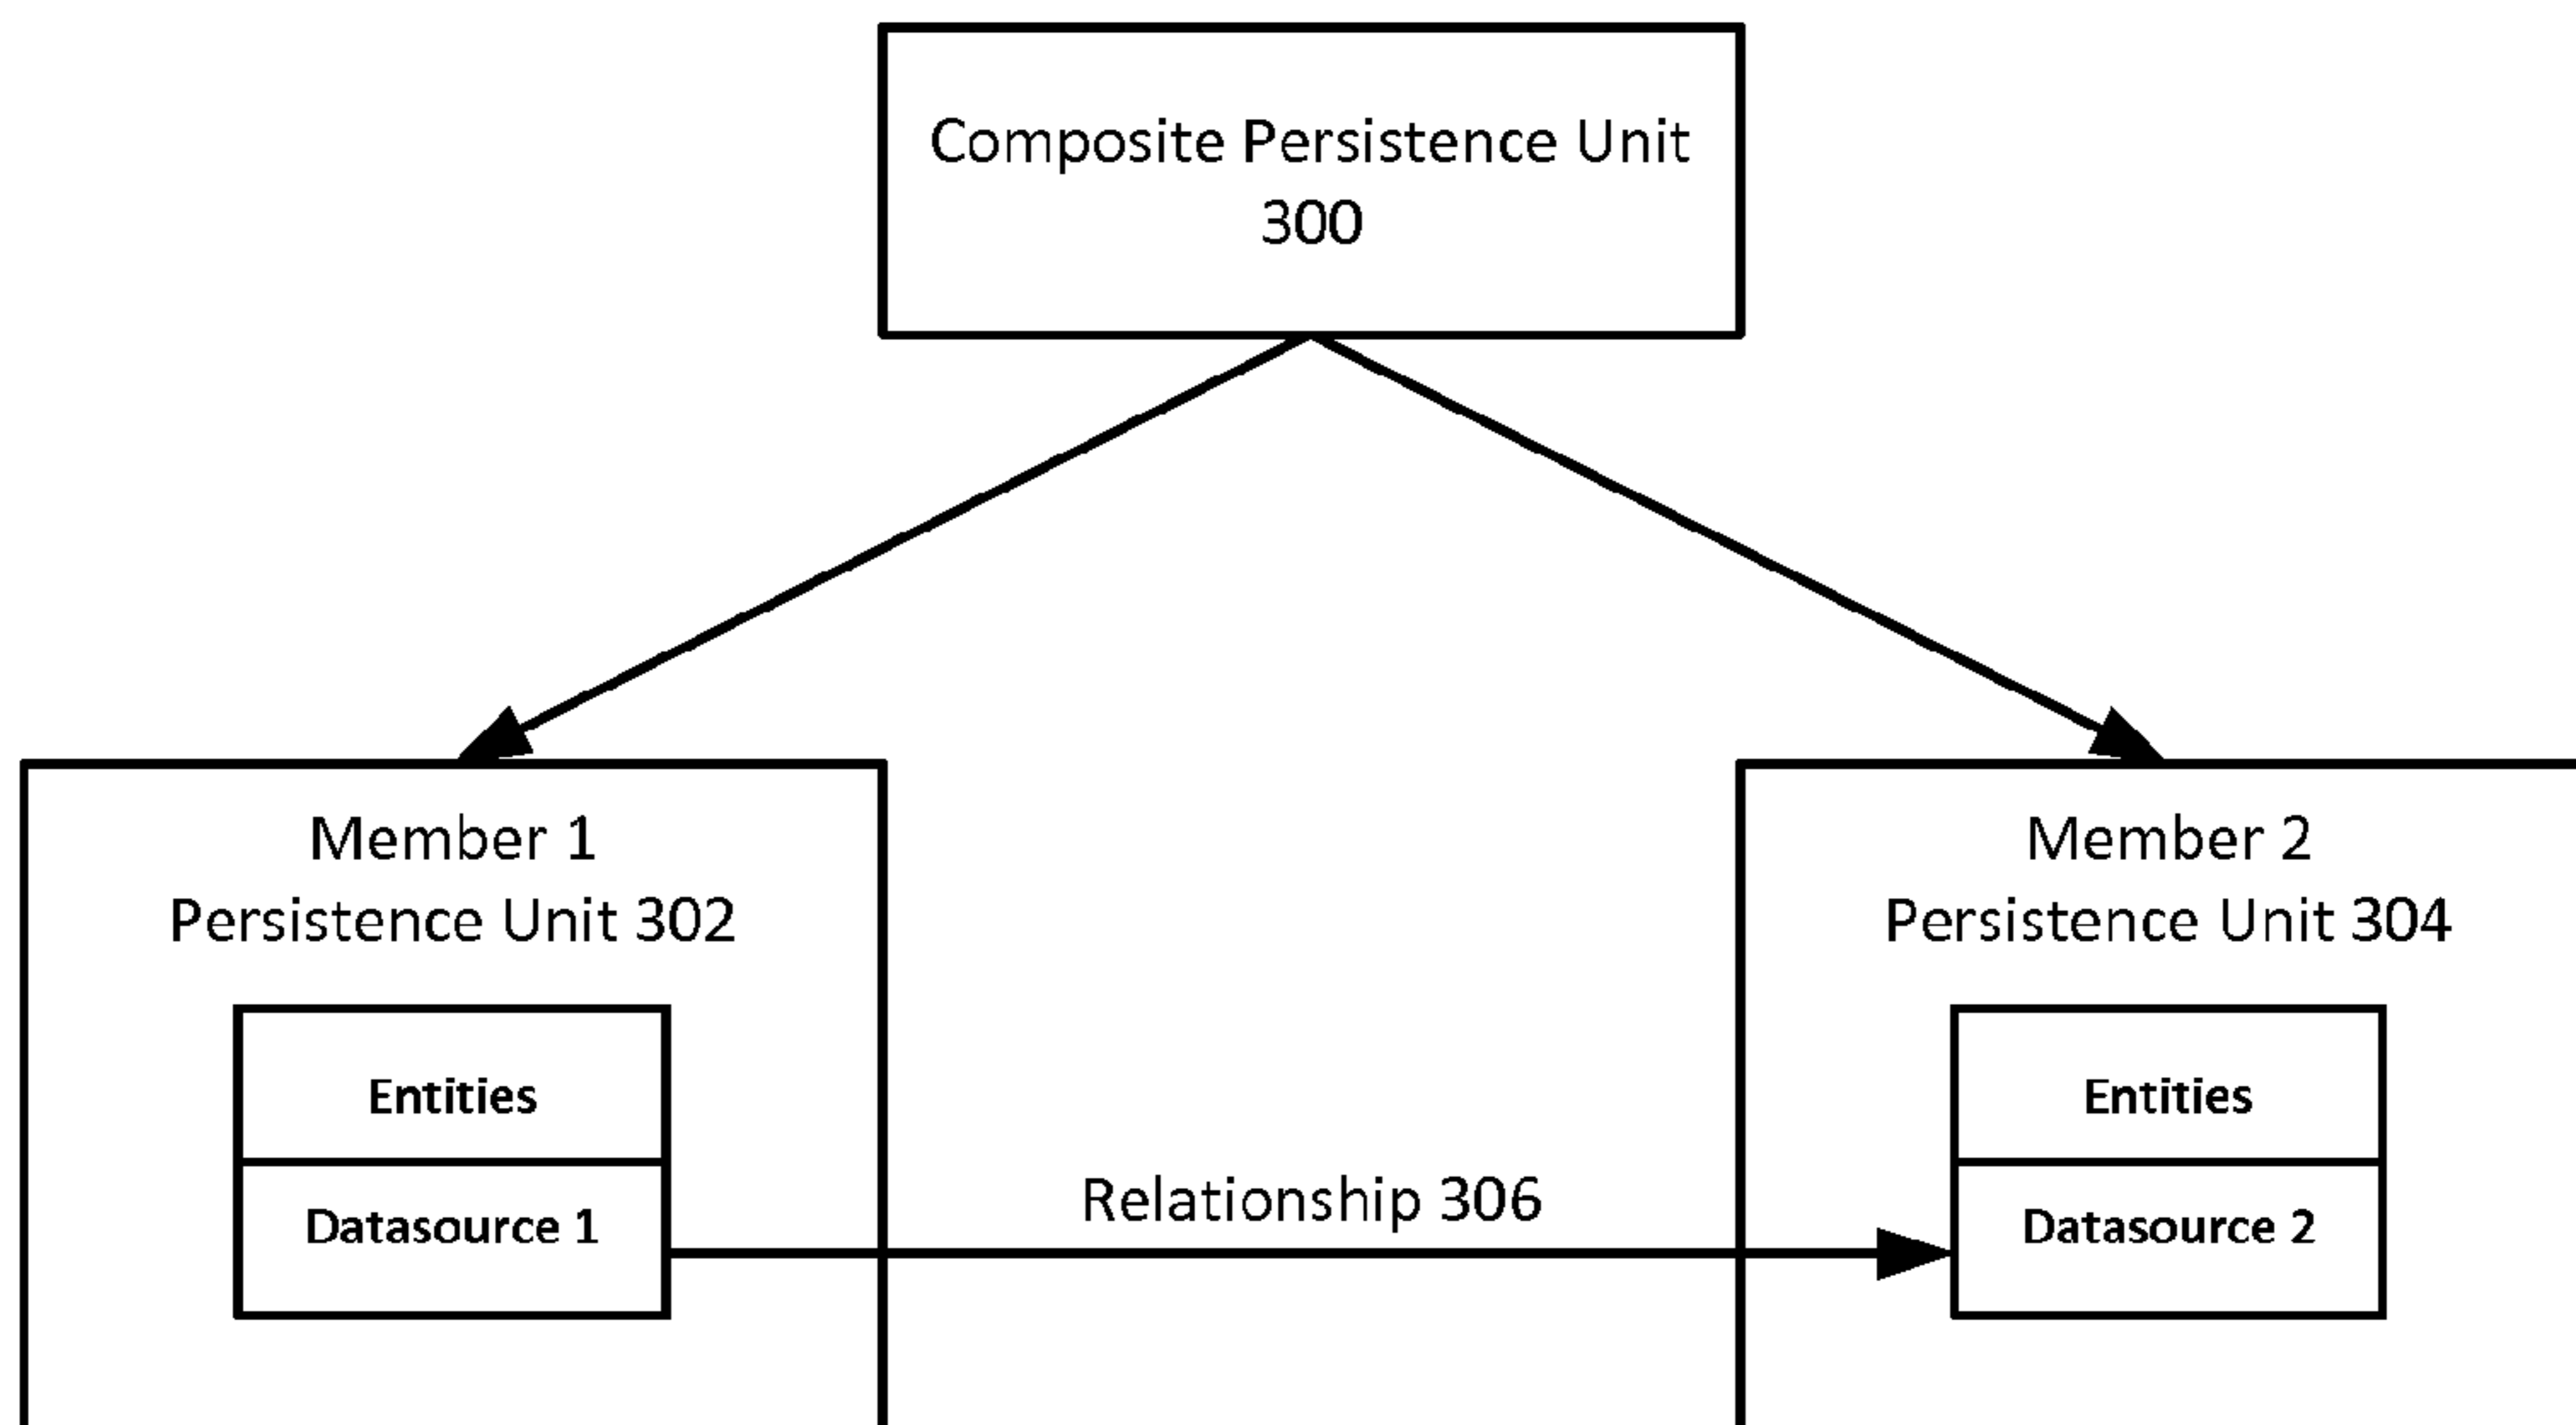 Composite Persistence Unit
300
Member 1
Persistence Unit 302
Entities
Datasource 1
Relationship 306
Member 2
Persistence Unit 304
Entities
Datasource 2